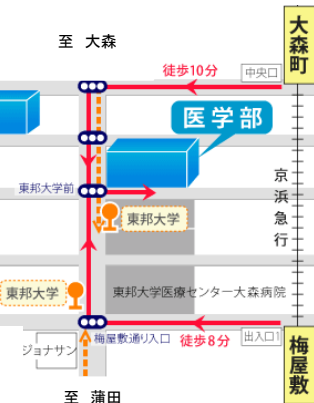 至 大森
大森町
徒歩10分
中央口
医学部
京浜急行
東邦大学前
東邦大学
東邦大学
東邦大学医療センター大森病院
梅屋敷通り入口
徒歩8分
出入口1
ジョナサン
梅屋敷
至 蒲田